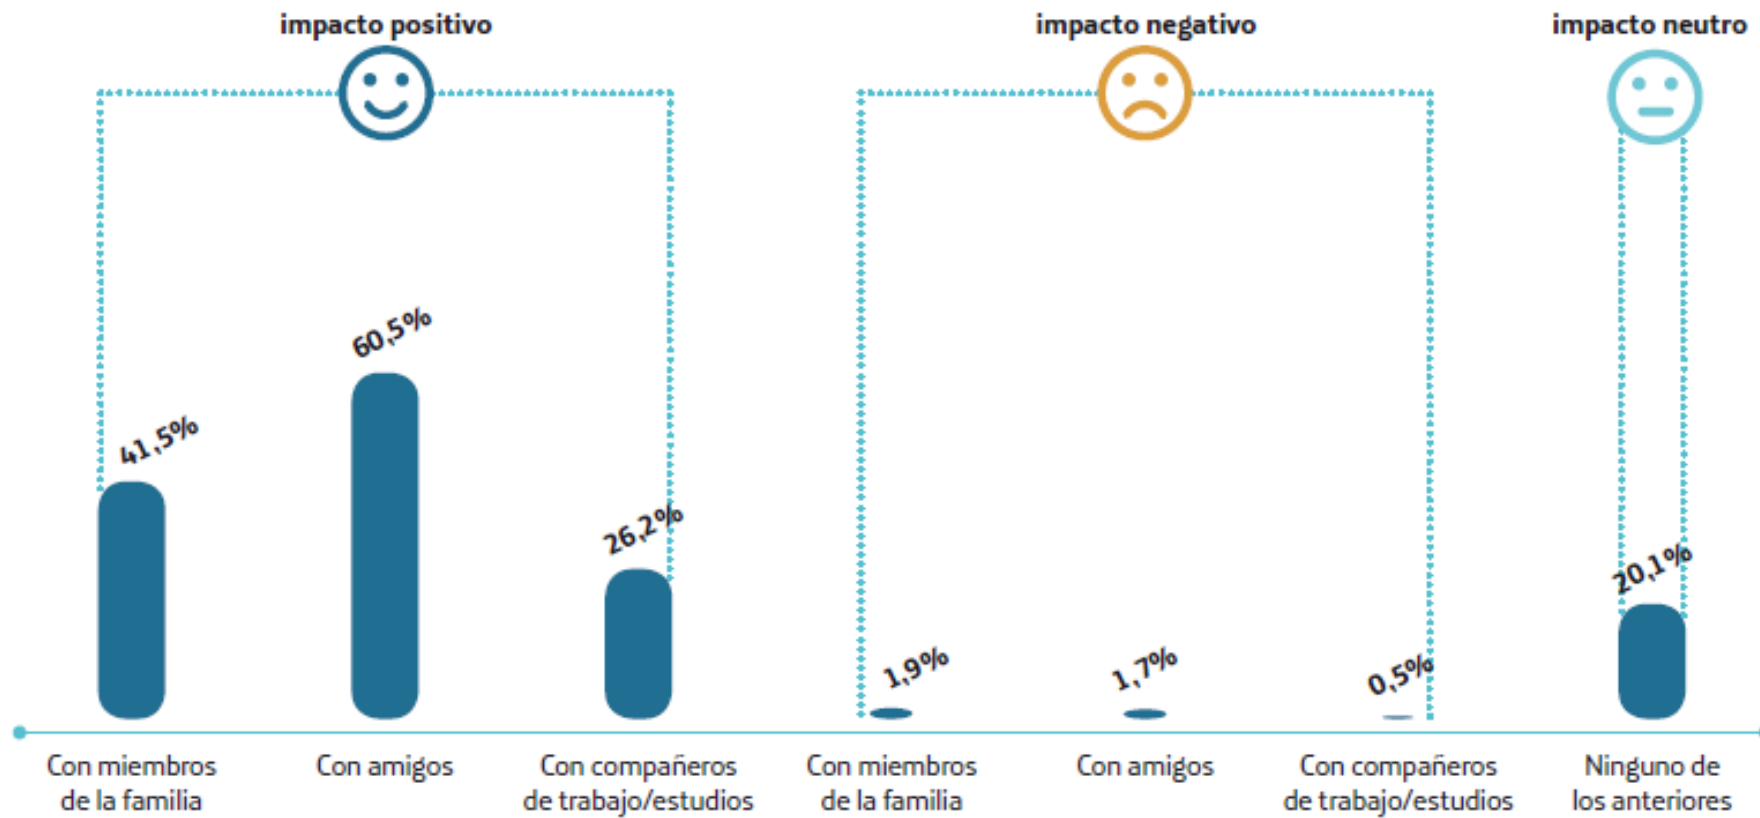 impacto positivo
impacto negativo
impacto neutro
60,5%
41,5%
26,2%
20,1%
1,9%
1,7%
0,5%
Con miembros
de la familia
Con amigos
Con compañeros
de trabajo/estudios
Con miembros
de la familia
Con amigos
Con compañeros
de trabajo/estudios
Ninguno de
los anteriores